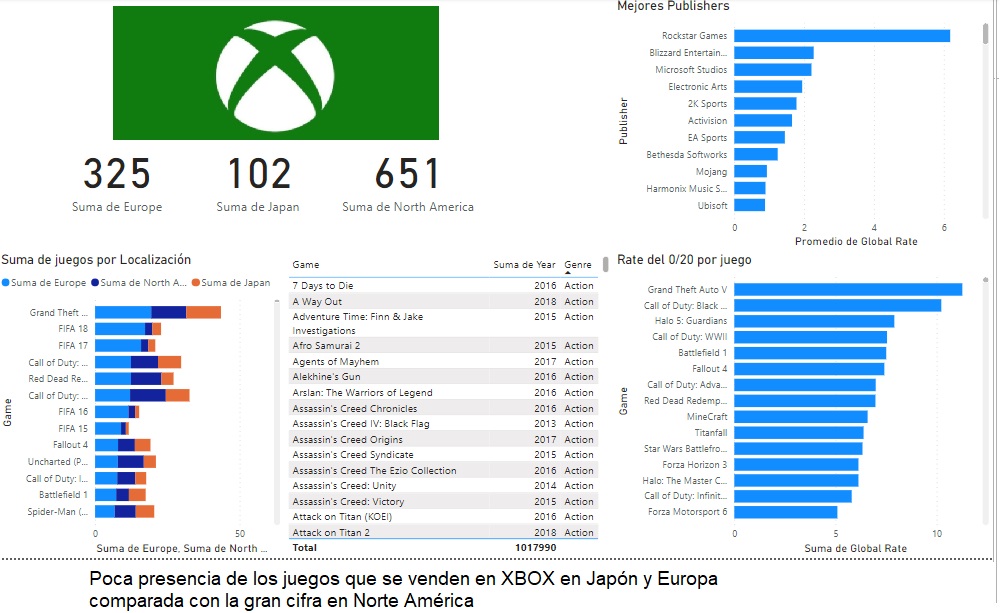 Mejores Publishers
Rockstar Games
Blizzard Entertain...
Microsoft Studios
Electronic Arts
2K Sports
Activision
EA Sports
Bethesda Softworks
Mojang
Harmonix Music S...
Ubisoft
Publisher
0 2 4 6
Promedio de Global Rate
325 102 651
Suma de Europe Suma de Japan Suma de North America
Suma de juegos por Localización
Suma de Europe Suma de North A... Suma de Japan
Grand Theft ...
FIFA 18
FIFA 17
Call of Duty: ...
Red Dead Re...
Call of Duty: ...
FIFA 16
FIFA 15
Fallout 4
Uncharted (P...
Call of Duty: I...
Battlefield 1
Spider-Man (...
Game
0 50
Suma de Europe, Suma de North ...
Game Suma de Year Genre
7 Days to Die 2016 Action
A Way Out 2018 Action
Adventure Time: Finn & Jake 2015 Action
Investigations
Afro Samurai 2 2015 Action
Agents of Mayhem 2017 Action
Alekhine's Gun 2016 Action
Arslan: The Warriors of Legend 2016 Action
Assassin's Creed Chronicles 2016 Action
Assassin's Creed IV: Black Flag 2013 Action
Assassin's Creed Origins 2017 Action
Assassin's Creed Syndicate 2015 Action
Assassin's Creed The Ezio Collection 2016 Action
Assassin's Creed: Unity 2014 Action
Assassin's Creed: Victory 2015 Action
Attack on Titan (KOEI) 2016 Action
Attack on Titan 2 2018 Action
Total 1017990
Rate del 0/20 por juego
Grand Theft Auto V
Call of Duty: Black ...
Halo 5: Guardians
Call of Duty: WWII
Battlefield 1
Fallout 4
Call of Duty: Adva...
Red Dead Redemp...
MineCraft
Titanfall
Star Wars Battlefro...
Forza Horizon 3
Halo: The Master C...
Call of Duty: Infinit...
Forza Motorsport 6
Game
0 5 10
Suma de Global Rate
Poca presencia de los juegos que se venden en XBOX en Japón y Europa
comparada con la gran cifra en Norte América